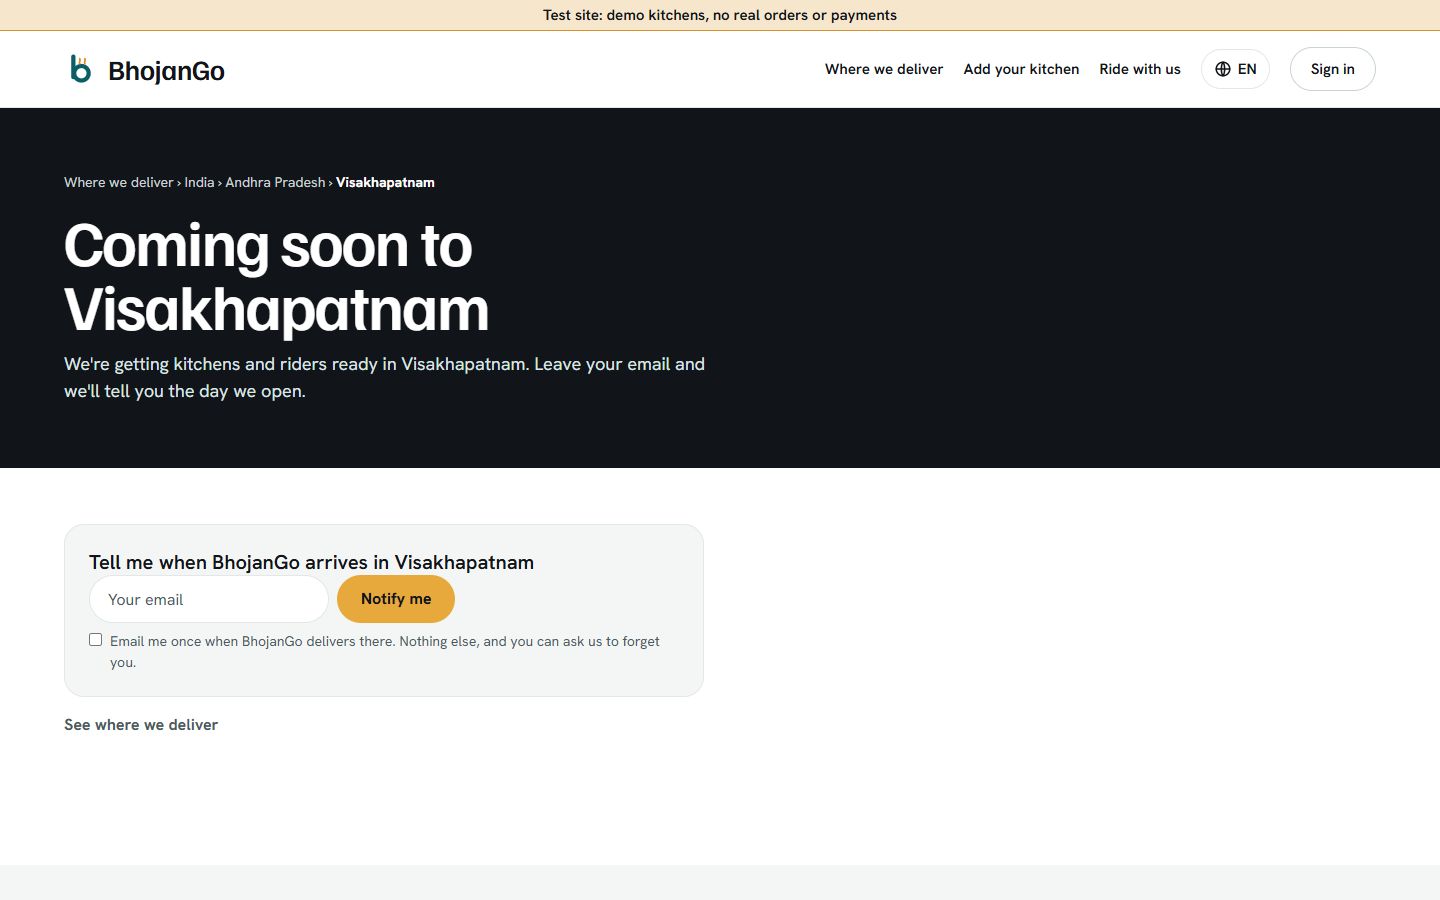 Test site: demo kitchens, no real orders or payments
BhojanGo
Where we deliver
Add your kitchen
Ride with us
EN
Sign in
Where we deliver › India › Andhra Pradesh › Visakhapatnam
Coming soon to
Visakhapatnam
We're getting kitchens and riders ready in Visakhapatnam. Leave your email and
we'll tell you the day we open.
Tell me when BhojanGo arrives in Visakhapatnam
Your email
Notify me
Email me once when BhojanGo delivers there. Nothing else, and you can ask us to forget
you.
See where we deliver